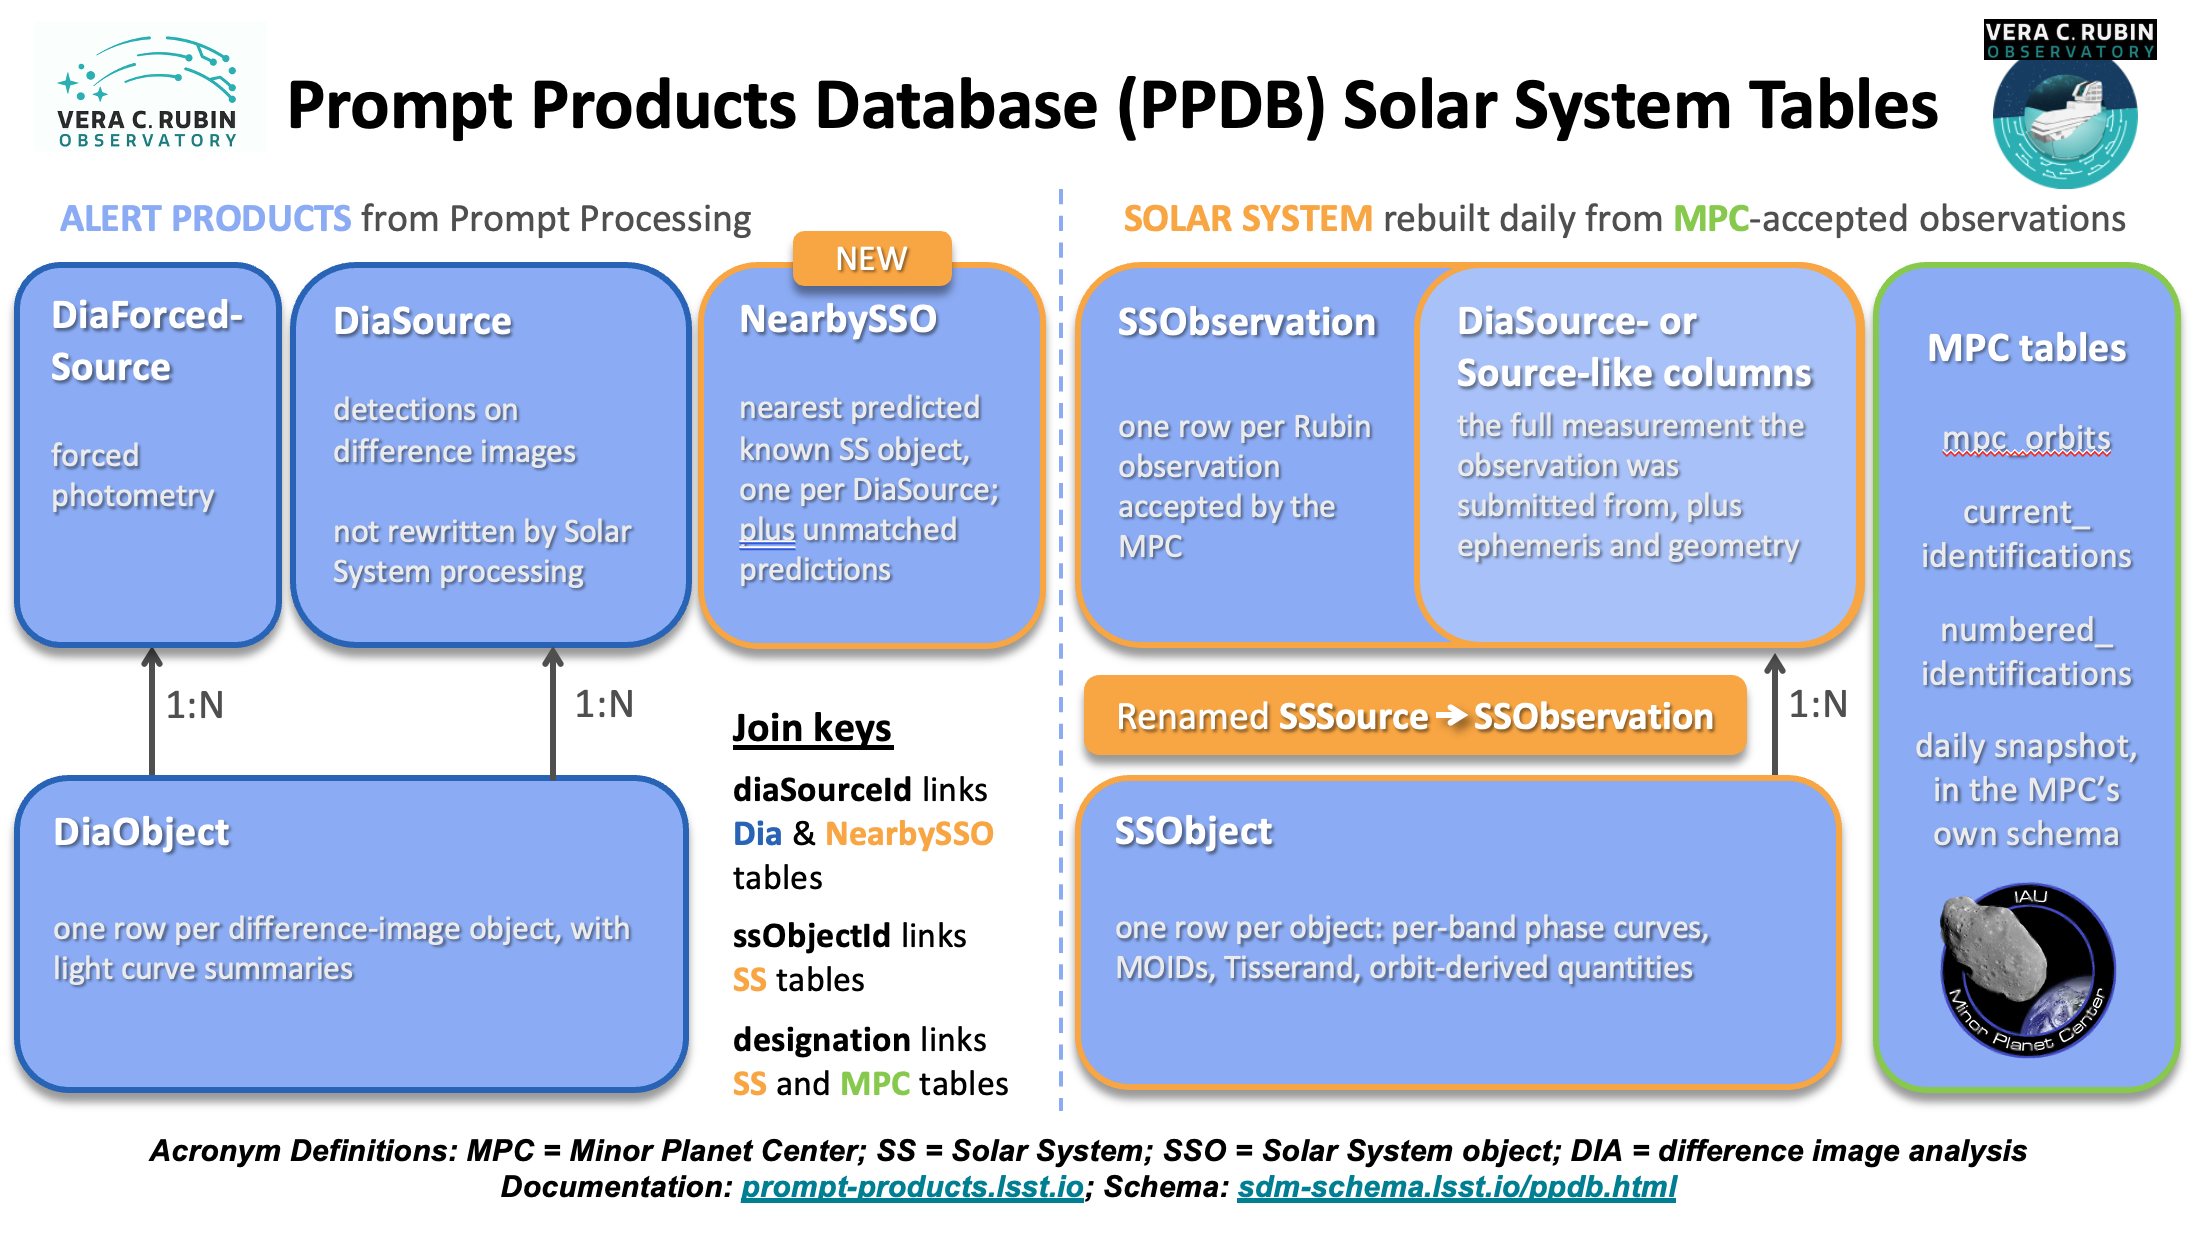 VERA C. RUBIN
OBSERVATORY
Prompt Products Database (PPDB) Solar System Tables
VERA C. RUBIN
OBSERVATORY
ALERT PRODUCTS from Prompt Processing
SOLAR SYSTEM rebuilt daily from MPC-accepted observations
DiaForced-
Source
forced
photometry
DiaSource
detections on
difference images
not rewritten by Solar
System processing
NEW
NearbySSO
nearest predicted
known SS object,
one per DiaSource;
plus unmatched
predictions
SSObservation
one row per Rubin
observation
accepted by the
MPC
DiaSource- or
Source-like columns
the full measurement the
observation was
submitted from, plus
ephemeris and geometry
MPC tables
mpc_orbits
current_
identifications
numbered_
identifications
daily snapshot,
in the MPC’s
own schema
IAU
Minor Planet Center
1:N
1:N
Renamed SSSource → SSObservation
1:N
DiaObject
one row per difference-image object, with
light curve summaries
Join keys
diaSourceId links
Dia & NearbySSO
tables
ssObjectId links
SS tables
designation links
SS and MPC tables
SSObject
one row per object: per-band phase curves,
MOIDs, Tisserand, orbit-derived quantities
Acronym Definitions: MPC = Minor Planet Center; SS = Solar System; SSO = Solar System object; DIA = difference image analysis
Documentation: prompt-products.lsst.io; Schema: sdm-schema.lsst.io/ppdb.html